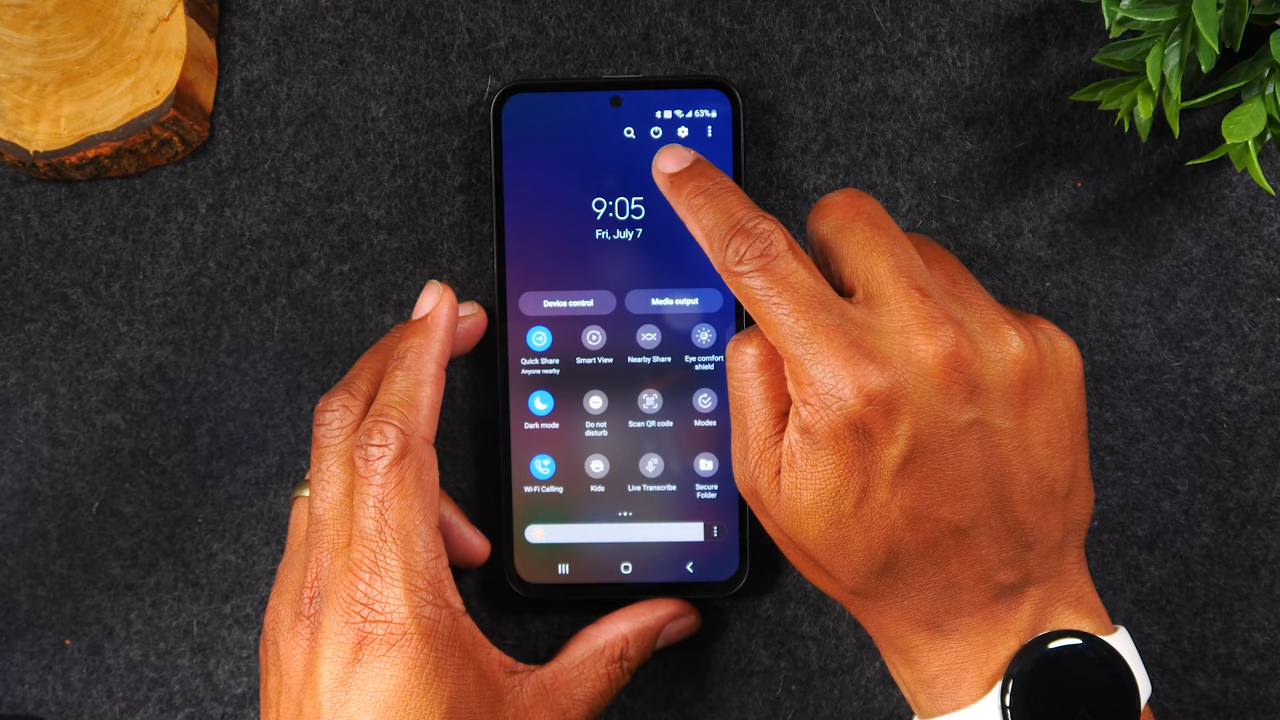 63%
9:05
Fri, July 7
Device control
Media output
Quick Share
Anyone nearby
Smart View
Nearby Share
Eye comfort
shield
Dark mode
Do not
disturb
Scan QR code
Modes
Wi-Fi Calling
Kids
Live Transcribe
Secure
Folder